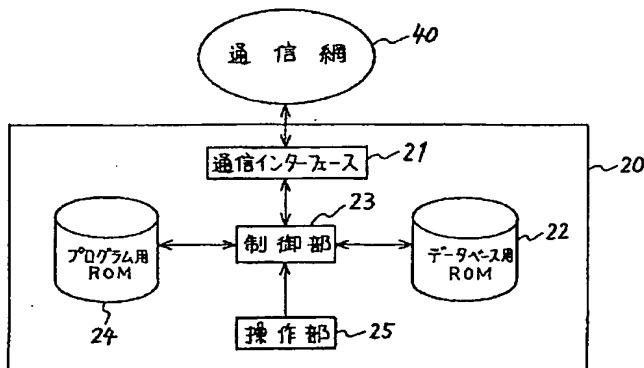 40
通信網
通信インターフェース
21
20
23
プログラム用
ROM
制御部
データベース用
ROM
22
24
操作部
25